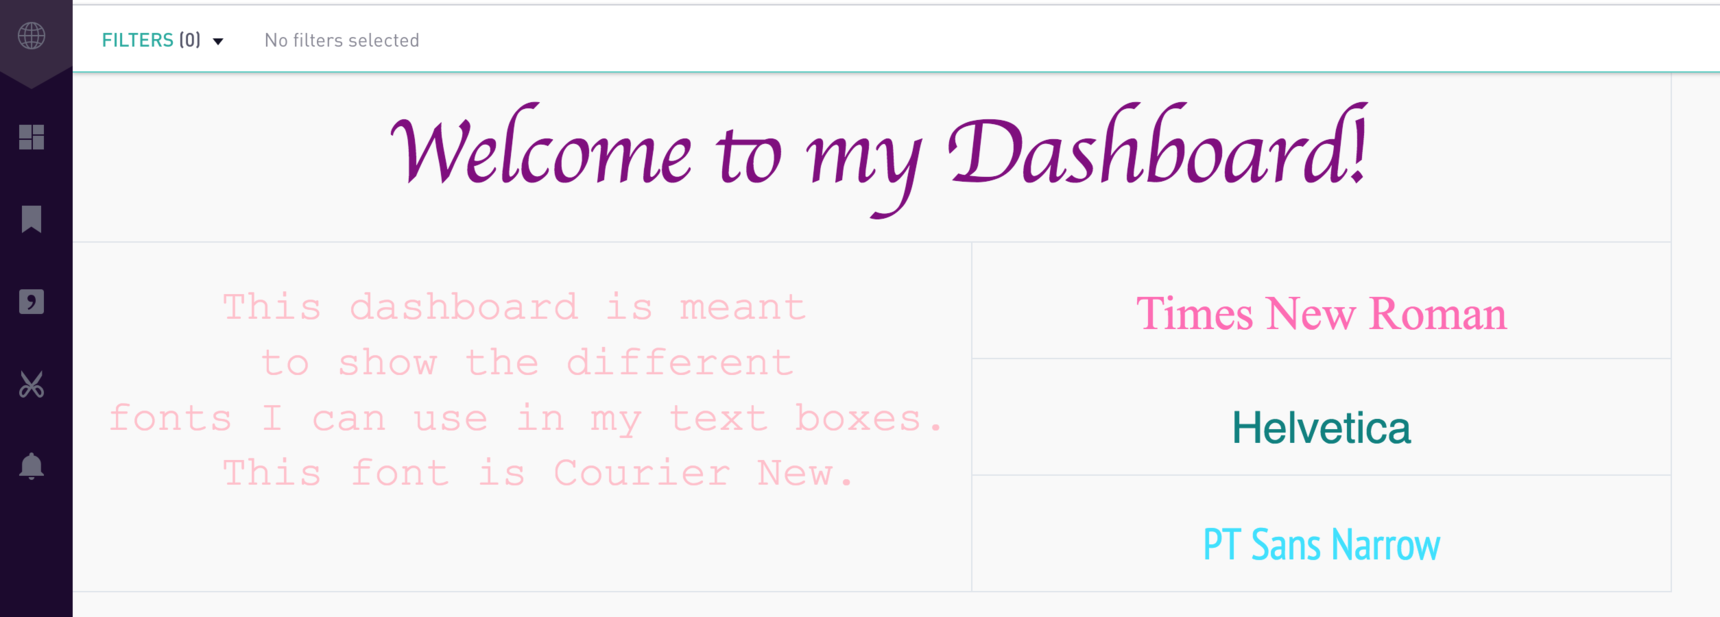 FILTERS (0)
No filters selected
Welcome to my Dashboard!
This dashboard is meant
to show the different
fonts I can use in my text boxes.
This font is Courier New.
Times New Roman
Helvetica
PT Sans Narrow